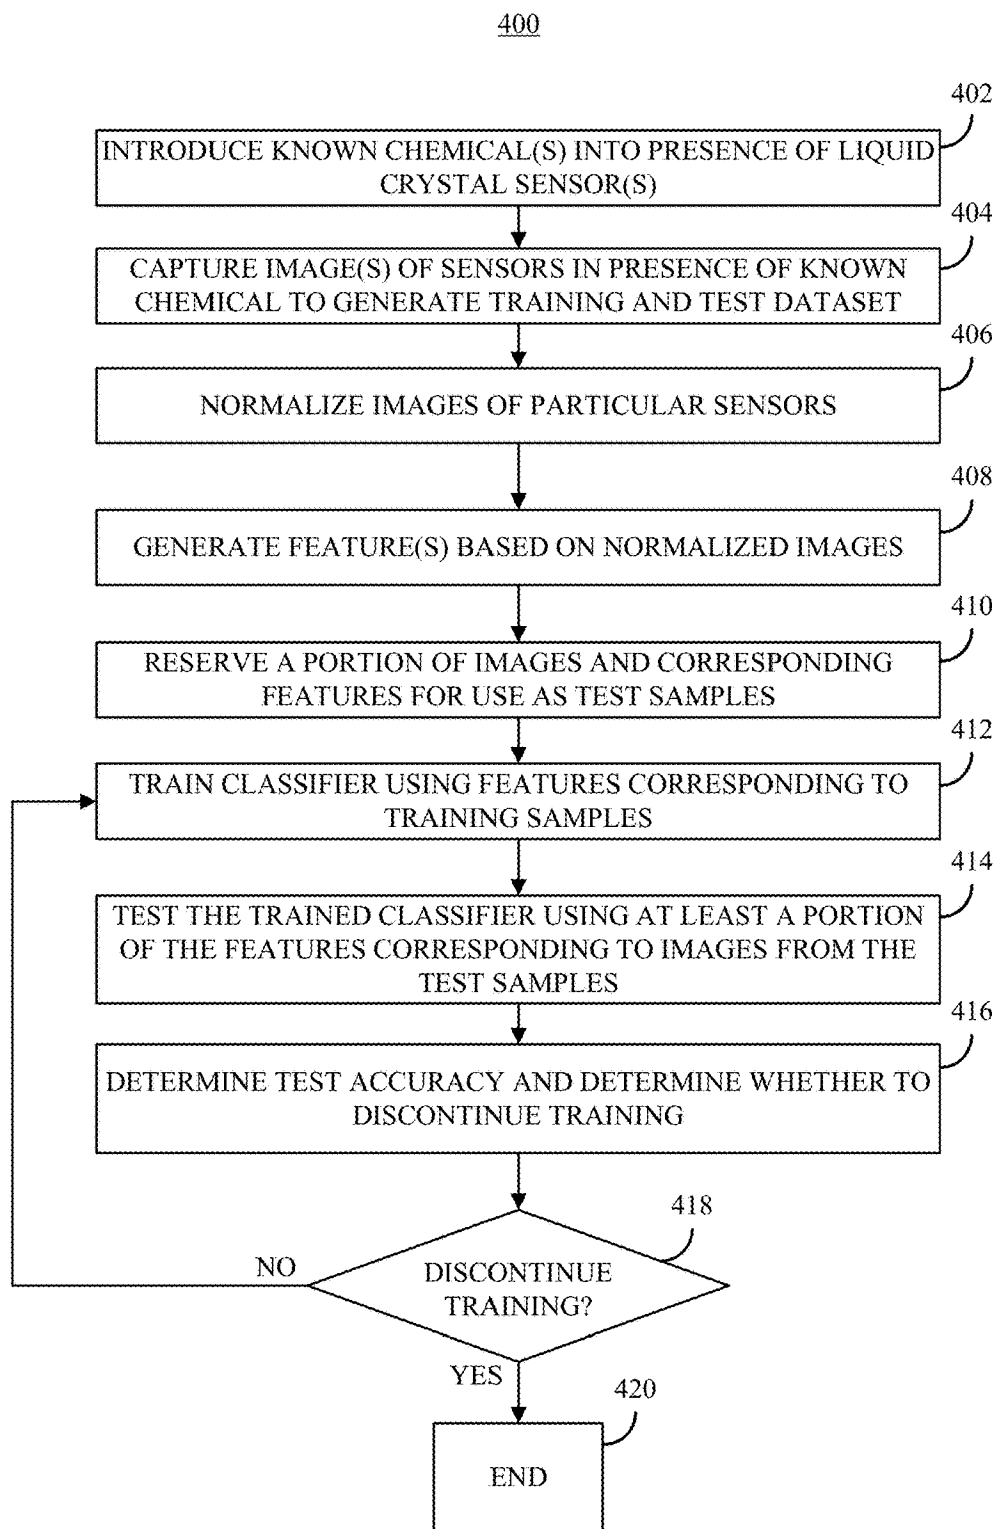 400
402
INTRODUCE KNOWN CHEMICAL(S) INTO PRESENCE OF LIQUID
CRYSTAL SENSOR(S)
404
CAPTURE IMAGE(S) OF SENSORS IN PRESENCE OF KNOWN
CHEMICAL TO GENERATE TRAINING AND TEST DATASET
406
NORMALIZE IMAGES OF PARTICULAR SENSORS
408
GENERATE FEATURE(S) BASED ON NORMALIZED IMAGES
410
RESERVE A PORTION OF IMAGES AND CORRESPONDING
FEATURES FOR USE AS TEST SAMPLES
412
TRAIN CLASSIFIER USING FEATURES CORRESPONDING TO
TRAINING SAMPLES
414
TEST THE TRAINED CLASSIFIER USING AT LEAST A PORTION
OF THE FEATURES CORRESPONDING TO IMAGES FROM THE
TEST SAMPLES
416
DETERMINE TEST ACCURACY AND DETERMINE WHETHER TO
DISCONTINUE TRAINING
418
NO
DISCONTINUE
TRAINING?
YES
420
END